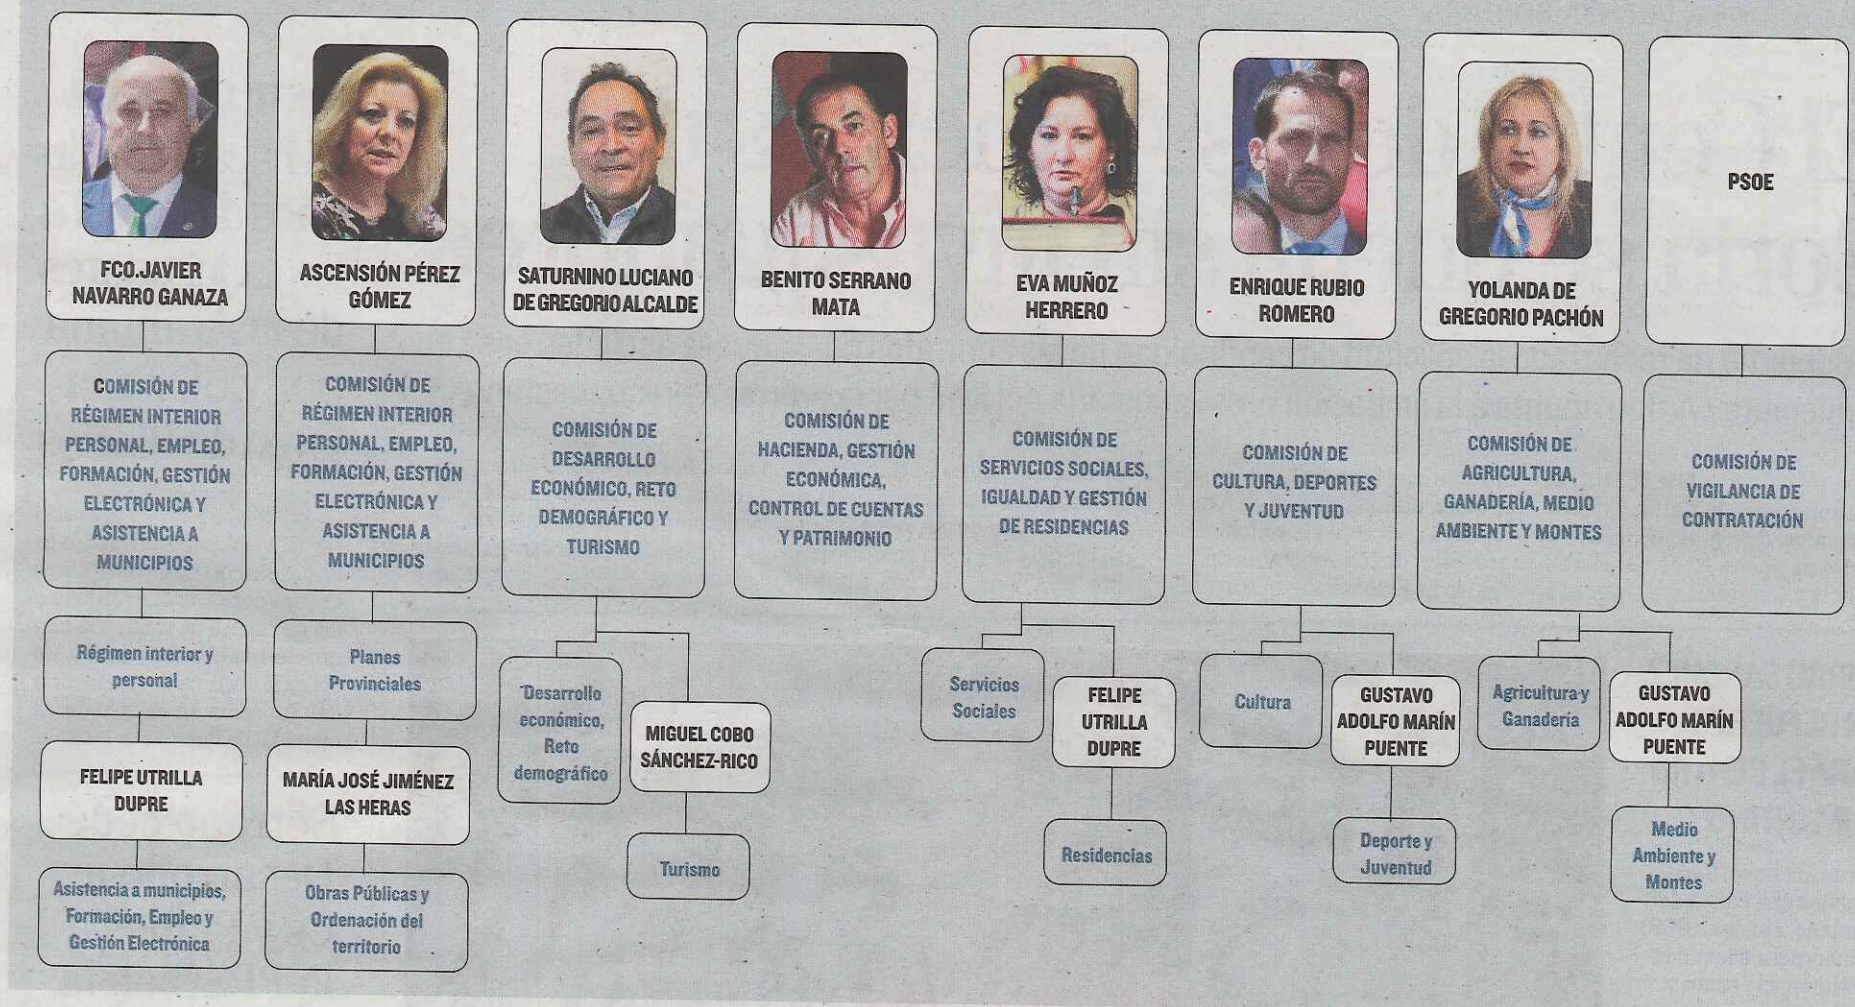 FCO.JAVIER
NAVARRO GANAZA
COMISIÓN DE
RÉGIMEN INTERIOR
PERSONAL, EMPLEO,
FORMACIÓN, GESTIÓN
ELECTRÓNICA Y
ASISTENCIA A
MUNICIPIOS
Régimen interior y
personal
FELIPE UTRILLA
DUPRE
Asistencia a municipios,
Formación, Empleo y
Gestión Electrónica
ASCENSIÓN PÉREZ
GÓMEZ
COMISIÓN DE
RÉGIMEN INTERIOR
PERSONAL, EMPLEO,
FORMACIÓN, GESTIÓN
ELECTRÓNICA Y
ASISTENCIA A
MUNICIPIOS
Planes
Provinciales
MARÍA JOSÉ JIMÉNEZ
LAS HERAS
Obras Públicas y
Ordenación del
territorio
SATURNINO LUCIANO
DE GREGORIO ALCALDE
COMISIÓN DE
DESARROLLO
ECONÓMICO, RETO
DEMOGRÁFICO Y
TURISMO
Desarrollo
económico,
Reto
demográfico
MIGUEL COBO
SÁNCHEZ-RICO
Turismo
BENITO SERRANO
MATA
COMISIÓN DE
HACIENDA, GESTIÓN
ECONÓMICA,
CONTROL DE CUENTAS
Y PATRIMONIO
EVA MUÑOZ
HERRERO
COMISIÓN DE
SERVICIOS SOCIALES,
IGUALDAD Y GESTIÓN
DE RESIDENCIAS
Servicios
Sociales
FELIPE
UTRILLA
DUPRE
Residencias
ENRIQUE RUBIO
ROMERO
COMISIÓN DE
CULTURA, DEPORTES
Y JUVENTUD
Cultura
GUSTAVO
ADOLFO MARÍN
PUENTE
Deporte y
Juventud
YOLANDA DE
GREGORIO PACHÓN
COMISIÓN DE
AGRICULTURA,
GANADERÍA, MEDIO
AMBIENTE Y MONTES
Agricultura y
Ganadería
GUSTAVO
ADOLFO MARÍN
PUENTE
Medio
Ambiente y
Montes
PSOE
COMISIÓN DE
VIGILANCIA DE
CONTRATACIÓN